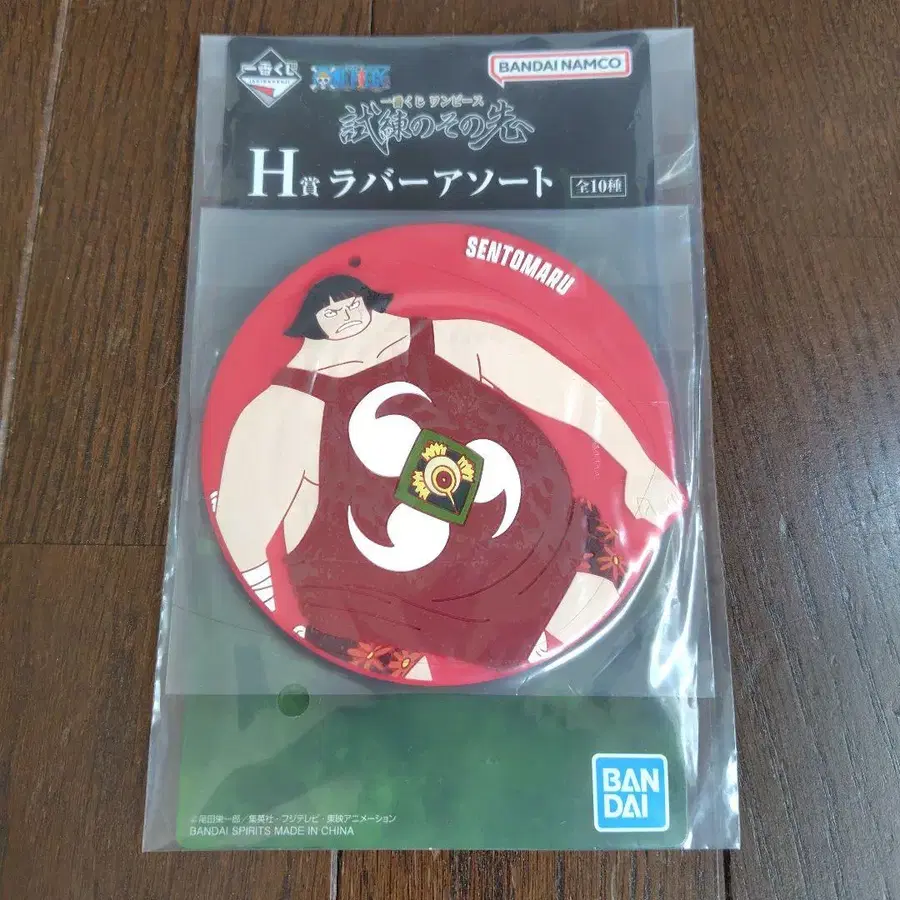 一番くじ
ONE PIECE
BANDAI NAMCO
一番くじ ワンピース
試練のその先
H賞 ラバーアソート 全10種
SENTOMARU
BAN
DAI
©尾田栄一郎／集英社・フジテレビ・東映アニメーション
BANDAI SPIRITS MADE IN CHINA